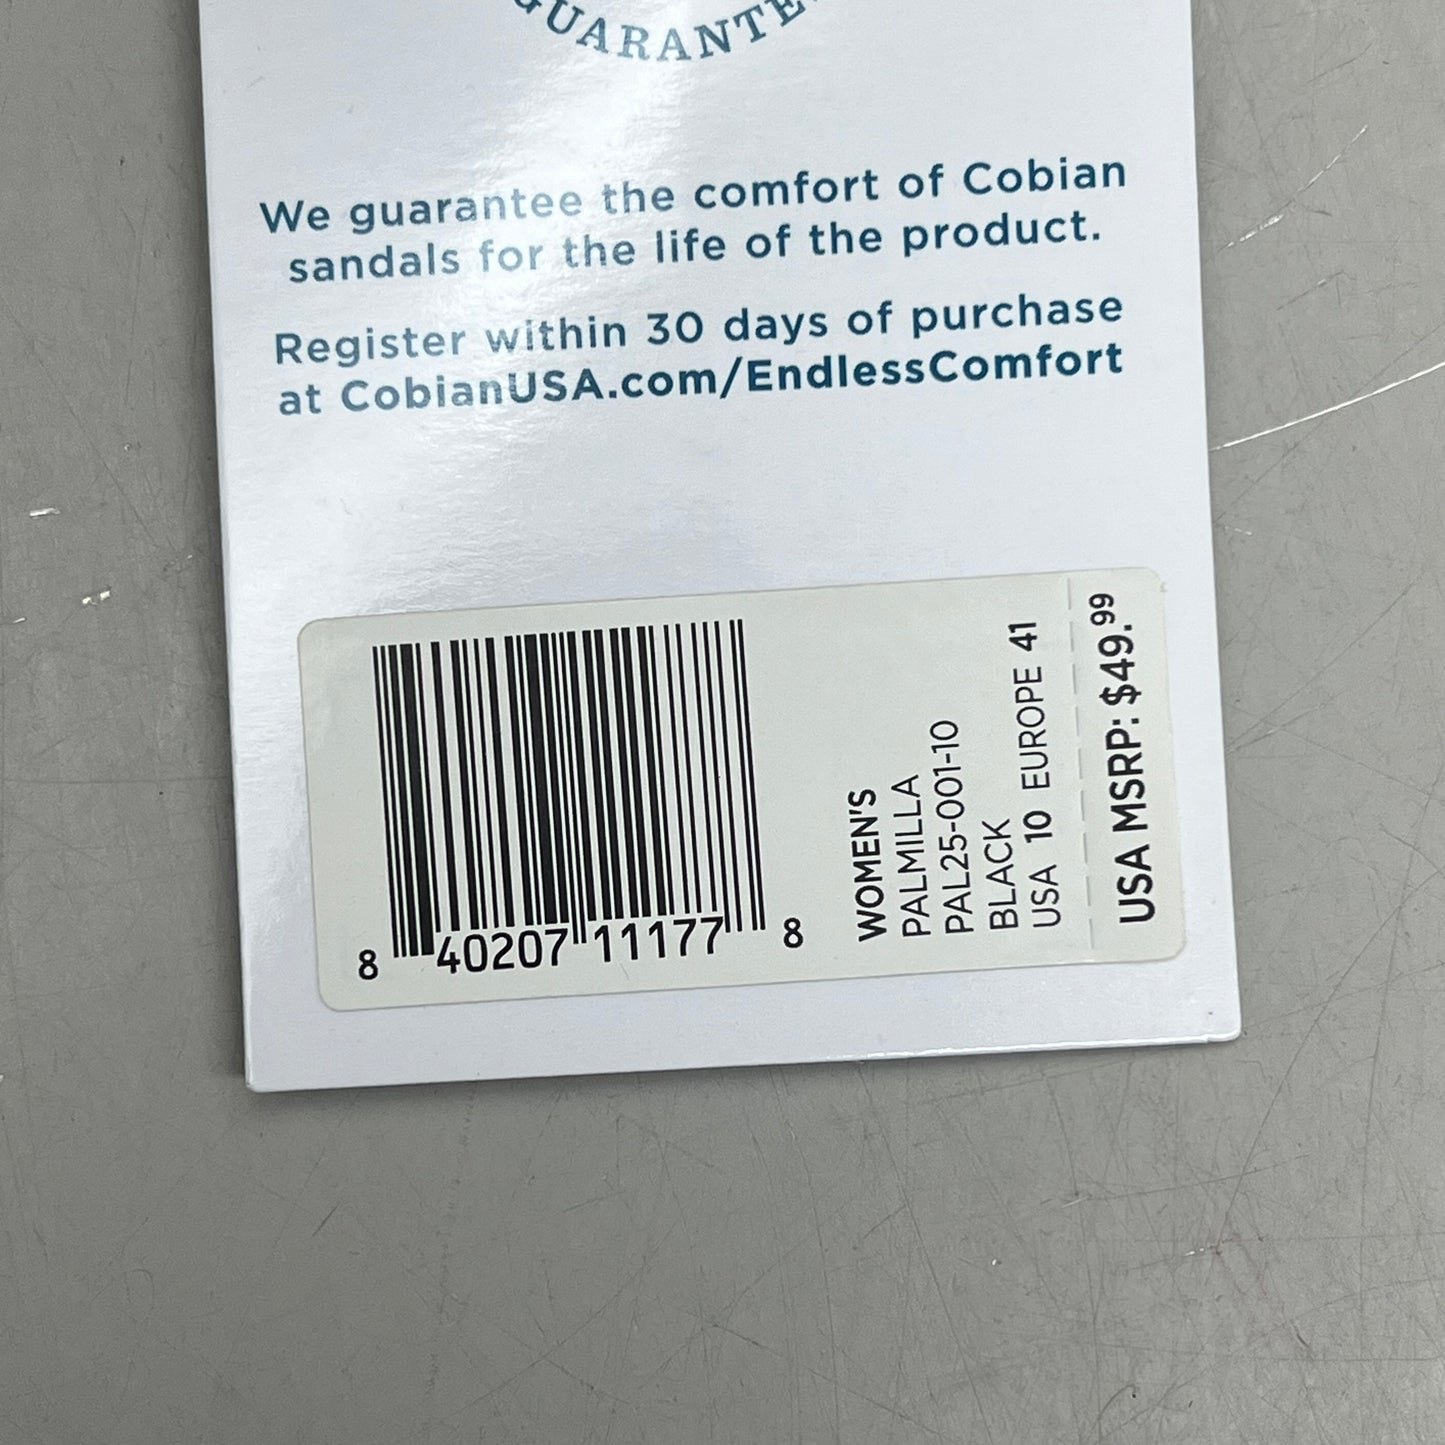 GUARANTEE
We guarantee the comfort of Cobian
sandals for the life of the product.
Register within 30 days of purchase
at CobianUSA.com/EndlessComfort
8 40207 11177 8
WOMEN'S
PALMILLA
PAL25-001-10
BLACK
USA 10 EUROPE 41
USA MSRP: $49.99